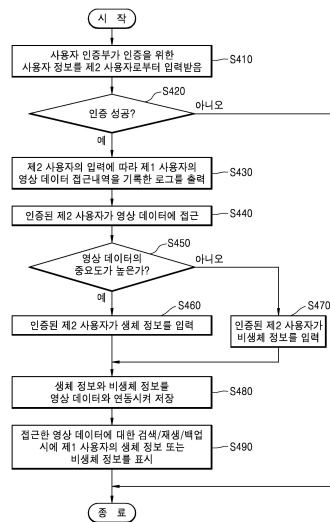 시 작
사용자 인증부가 인증을 위한
사용자 정보를 제2 사용자로부터 입력받음
S410
S420
인증 성공?
아니오
예
제2 사용자의 입력에 따라 제1 사용자의
영상 데이터 접근내역을 기록한 로그를 출력
S430
인증된 제2 사용자가 영상 데이터에 접근
S440
S450
영상 데이터의
중요도가 높은가?
아니오
예
S460
인증된 제2 사용자가 생체 정보를 입력
S470
인증된 제2 사용자가
비생체 정보를 입력
생체 정보와 비생체 정보를
영상 데이터와 연동시켜 저장
S480
접근한 영상 데이터에 대한 검색/재생/백업
시에 제1 사용자의 생체 정보 또는
비생체 정보를 표시
S490
종 료